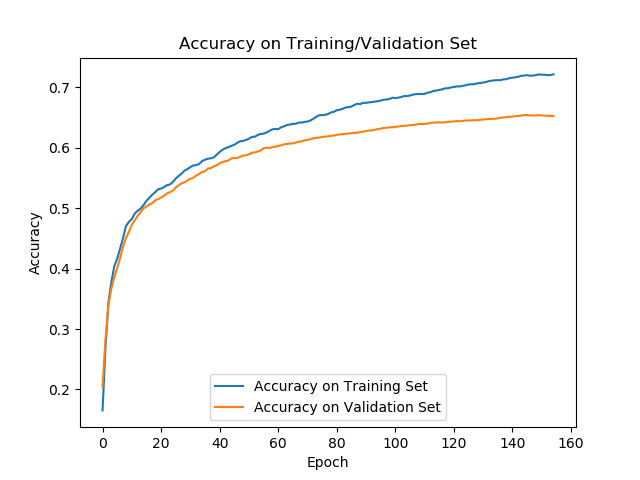 Accuracy on Training/Validation Set
0.7
0.6
0.5
0.4
0.3
0.2
Accuracy
Accuracy on Training Set
Accuracy on Validation Set
0 20 40 60 80 100 120 140 160
Epoch